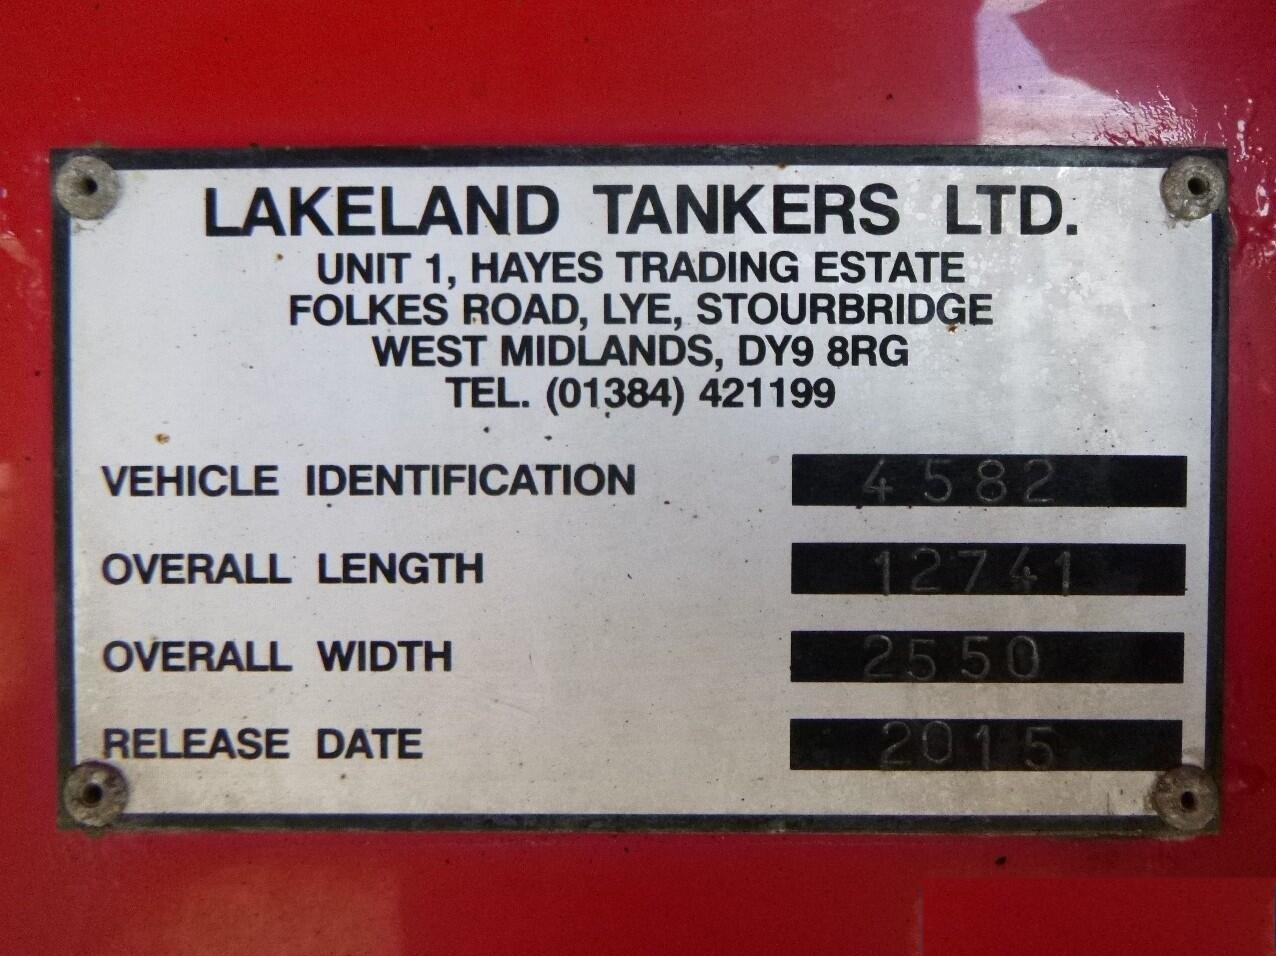 LAKELAND TANKERS LTD.
UNIT 1, HAYES TRADING ESTATE
FOLKES ROAD, LYE, STOURBRIDGE
WEST MIDLANDS, DY9 8RG
TEL. (01384) 421199
VEHICLE IDENTIFICATION 4582
OVERALL LENGTH 12741
OVERALL WIDTH 2550
RELEASE DATE 2015